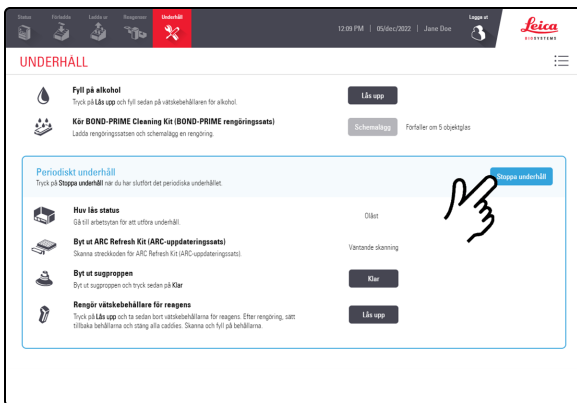 Status Förladda Ladda ur Reagenser Underhåll
12:09 PM | 05/dec/2022 | Jane Doe
Logga ut
Leica
BIOSYSTEMS
UNDERHÅLL
Fyll på alkohol
Tryck på Lås upp och fyll sedan på vätskebehållaren för alkohol.
Lås upp
Kör BOND-PRIME Cleaning Kit (BOND-PRIME rengöringssats)
Ladda rengöringssatsen och schemalägg en rengöring.
Schemalägg
Förfaller om 5 objektglas
Periodiskt underhåll
Tryck på Stoppa underhåll när du har slutfört det periodiska underhållet.
Stoppa underhåll
Huv lås status
Gå till arbetsytan för att utföra underhåll.
Olåst
Byt ut ARC Refresh Kit (ARC-uppdateringssats)
Skanna streckkoden för ARC Refresh Kit (ARC-uppdateringssats).
Väntande skanning
Byt ut sugproppen
Byt ut sugproppen och tryck sedan på Klar
Klar
Rengör vätskebehållare för reagens
Tryck på Lås upp och ta sedan bort vätskebehållarna för reagens. Efter rengöring, sätt
tillbaka behållarna och stäng alla caddies. Skanna och fyll på behållarna.
Lås upp